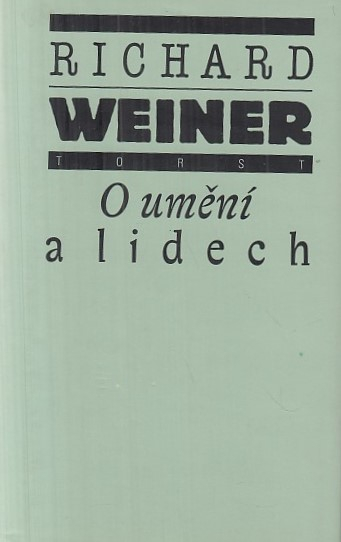 RICHARD
WEINER
TORST
O umění
a lidech